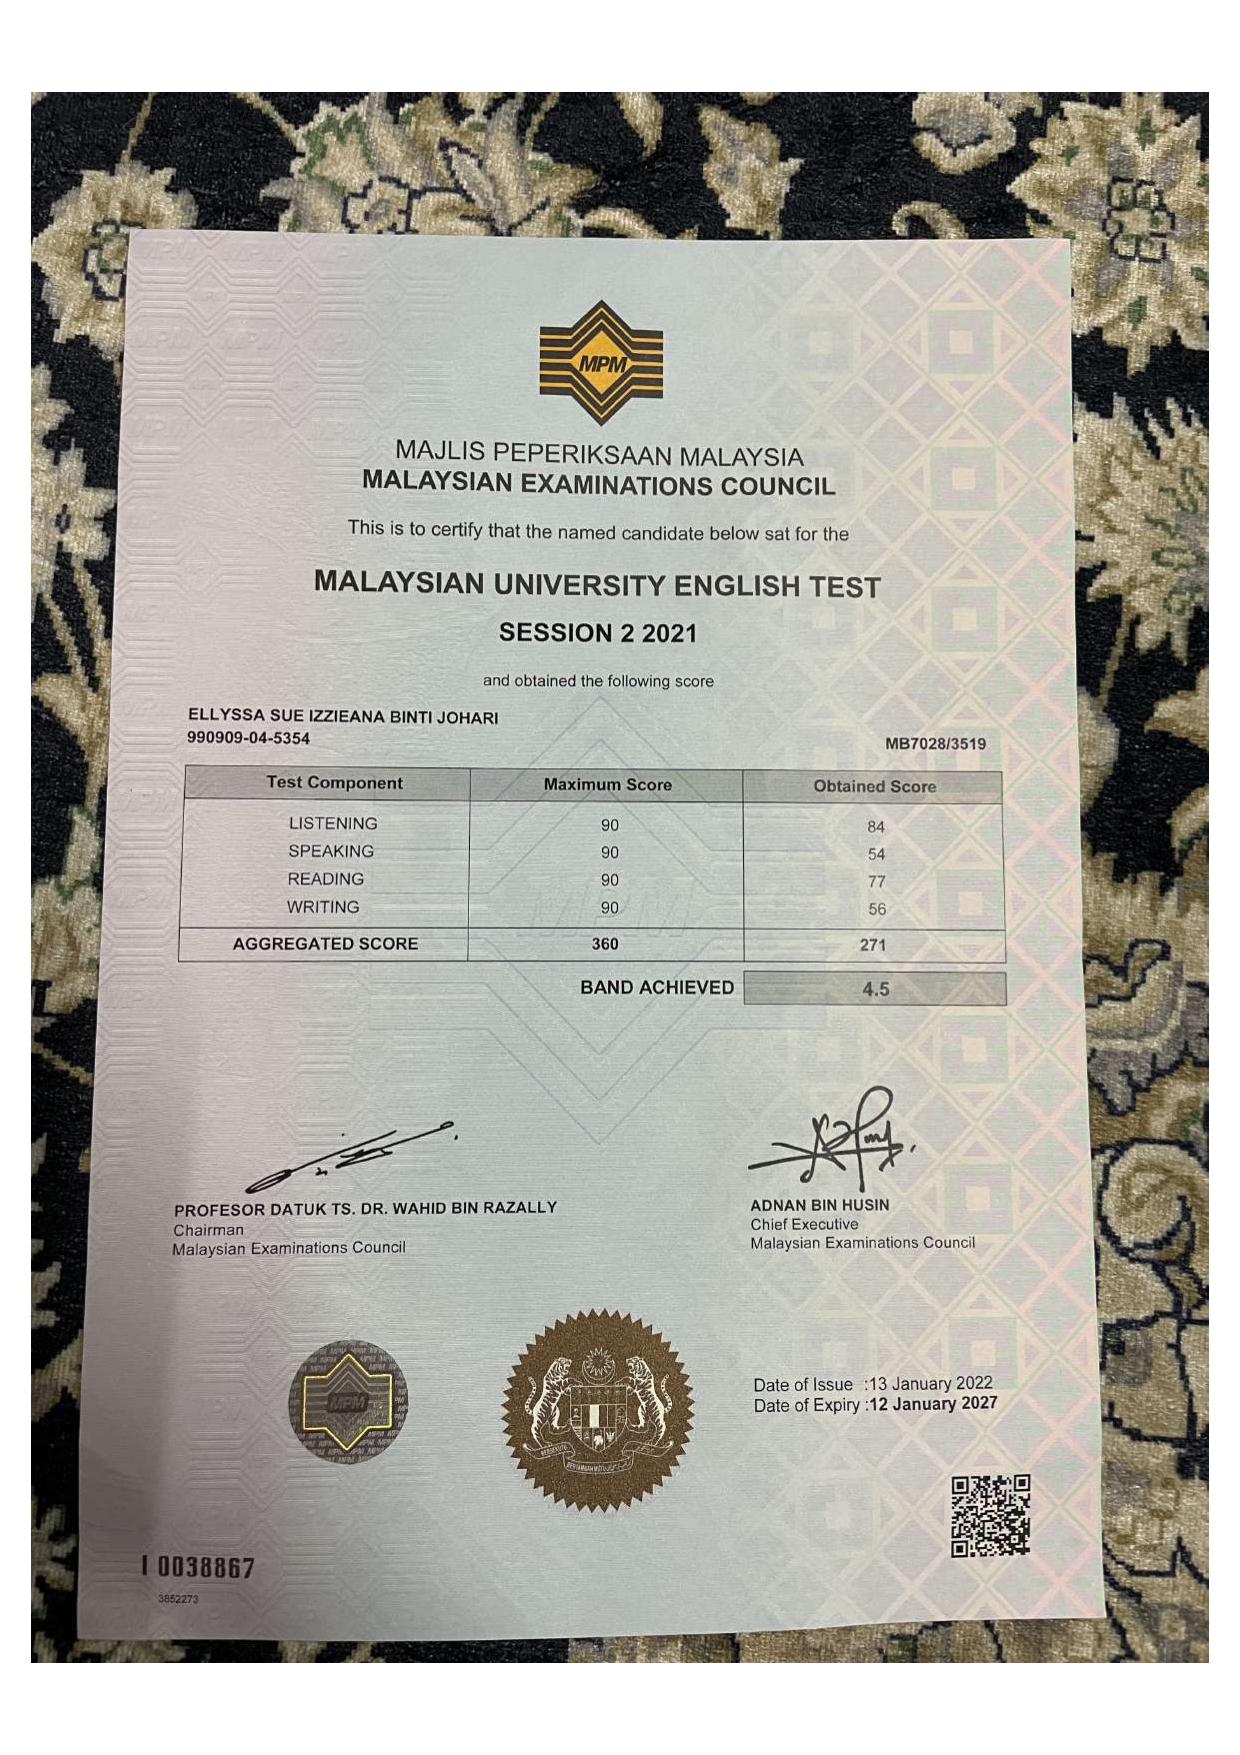 MPM
MAJLIS PEPERIKSAAN MALAYSIA
MALAYSIAN EXAMINATIONS COUNCIL
This is to certify that the named candidate below sat for the
MALAYSIAN UNIVERSITY ENGLISH TEST
SESSION 2 2021
and obtained the following score
ELLYSSA SUE IZZIEANA BINTI JOHARI
990909-04-5354 MB7028/3519
Test Component Maximum Score Obtained Score
LISTENING 90 84
SPEAKING 90 54
READING 90 77
WRITING 90 56
AGGREGATED SCORE 360 271
BAND ACHIEVED 4.5
PROFESOR DATUK TS. DR. WAHID BIN RAZALLY ADNAN BIN HUSIN
Chairman Chief Executive
Malaysian Examinations Council Malaysian Examinations Council
MPM
Date of Issue :13 January 2022
Date of Expiry :12 January 2027
I 0038867
3852273